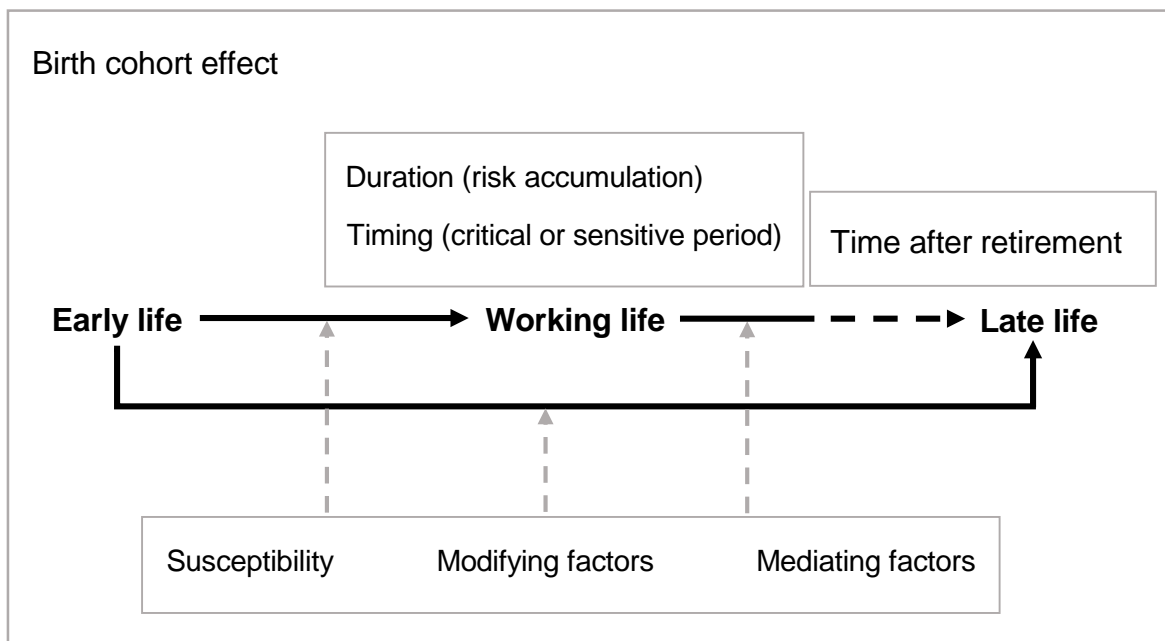 Birth cohort effect
Duration (risk accumulation)
Timing (critical or sensitive period)
Time after retirement
Early life
Working life
Late life
Susceptibility
Modifying factors
Mediating factors